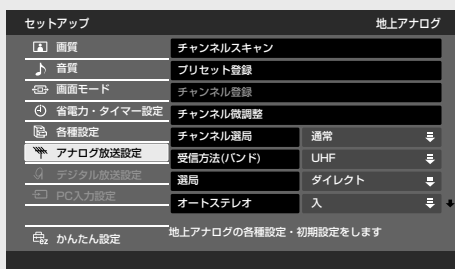 セットアップ 地上アナログ
画質
音質
画面モード
省電力・タイマー設定
各種設定
アナログ放送設定
デジタル放送設定
PC入力設定
かんたん設定
チャンネルスキャン
プリセット登録
チャンネル登録
チャンネル微調整
チャンネル選局 通常
受信方法(バンド) UHF
選局 ダイレクト
オートステレオ 入
地上アナログの各種設定・初期設定をします